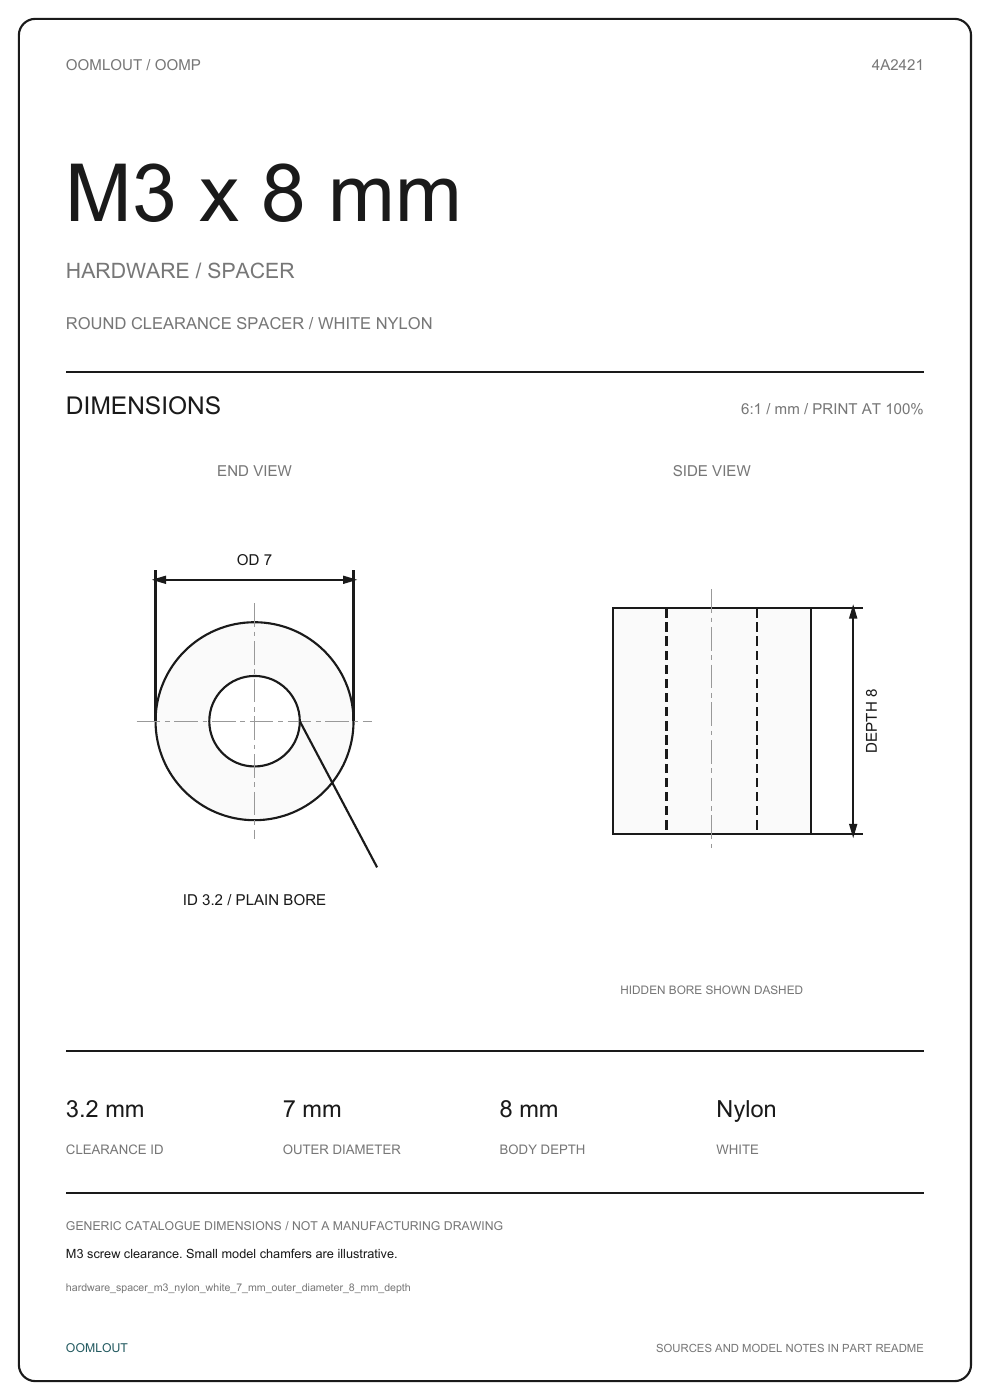 OOMLOUT / OOMP
4A2421
M3 x 8 mm
HARDWARE / SPACER
ROUND CLEARANCE SPACER / WHITE NYLON
DIMENSIONS
6:1 / mm / PRINT AT 100%
END VIEW
SIDE VIEW
OD 7
DEPTH 8
ID 3.2 / PLAIN BORE
HIDDEN BORE SHOWN DASHED
3.2 mm
CLEARANCE ID
7 mm
OUTER DIAMETER
8 mm
BODY DEPTH
Nylon
WHITE
GENERIC CATALOGUE DIMENSIONS / NOT A MANUFACTURING DRAWING
M3 screw clearance. Small model chamfers are illustrative.
hardware_spacer_m3_nylon_white_7_mm_outer_diameter_8_mm_depth
OOMLOUT
SOURCES AND MODEL NOTES IN PART README